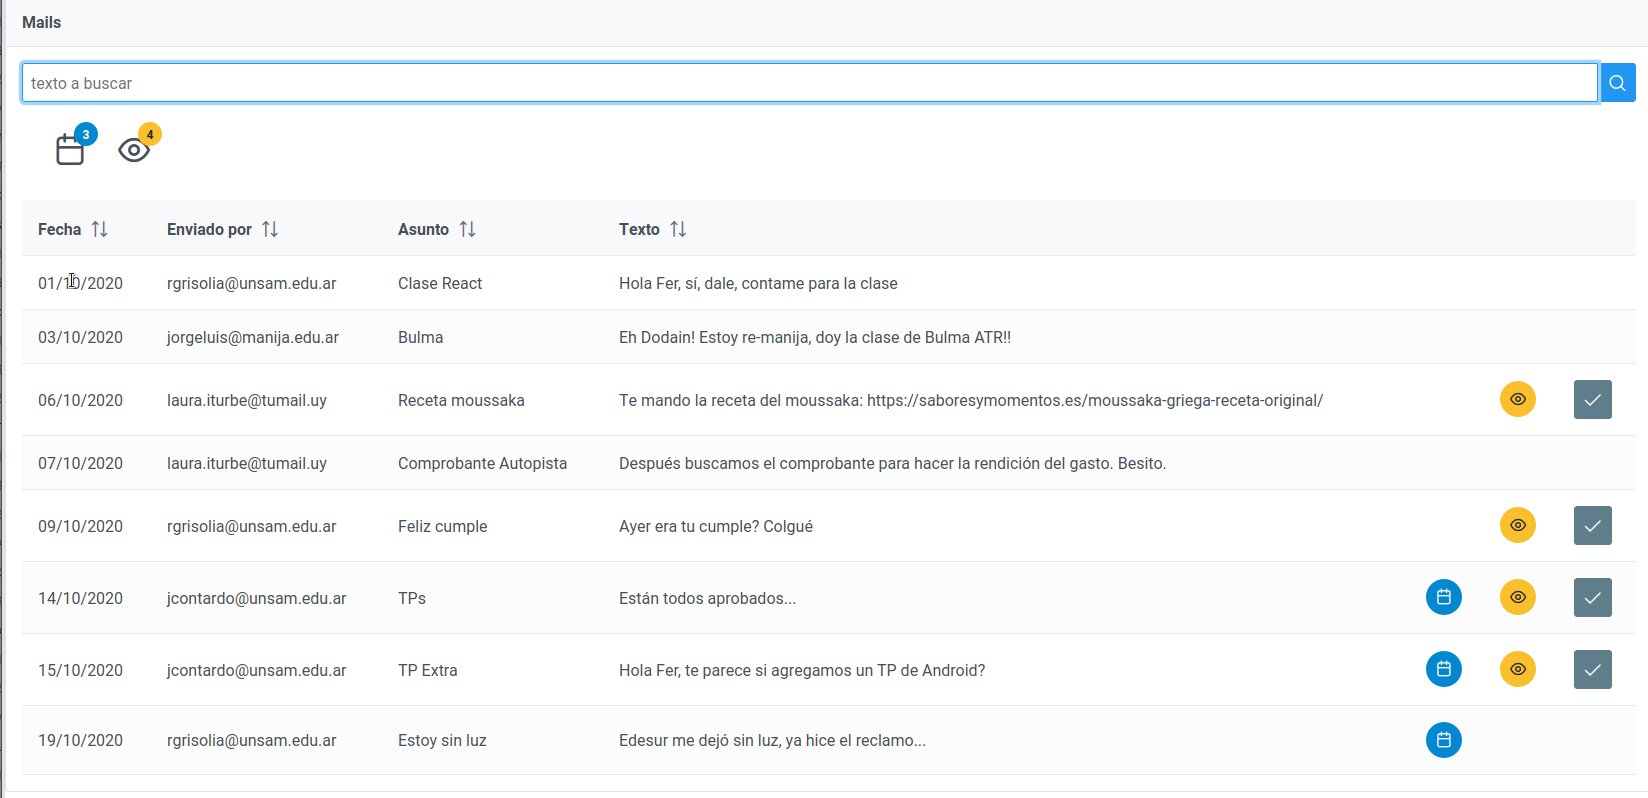 Mails
texto a buscar
3 4
Fecha Enviado por Asunto Texto
01/10/2020 rgrisolia@unsam.edu.ar Clase React Hola Fer, sí, dale, contame para la clase
03/10/2020 jorgeluis@manija.edu.ar Bulma Eh Dodain! Estoy re-manija, doy la clase de Bulma ATR!!
06/10/2020 laura.iturbe@tumail.uy Receta moussaka Te mando la receta del moussaka: https://saboresymomentos.es/moussaka-griega-receta-original/
07/10/2020 laura.iturbe@tumail.uy Comprobante Autopista Después buscamos el comprobante para hacer la rendición del gasto. Besito.
09/10/2020 rgrisolia@unsam.edu.ar Feliz cumple Ayer era tu cumple? Colgué
14/10/2020 jcontardo@unsam.edu.ar TPs Están todos aprobados...
15/10/2020 jcontardo@unsam.edu.ar TP Extra Hola Fer, te parece si agregamos un TP de Android?
19/10/2020 rgrisolia@unsam.edu.ar Estoy sin luz Edesur me dejó sin luz, ya hice el reclamo...